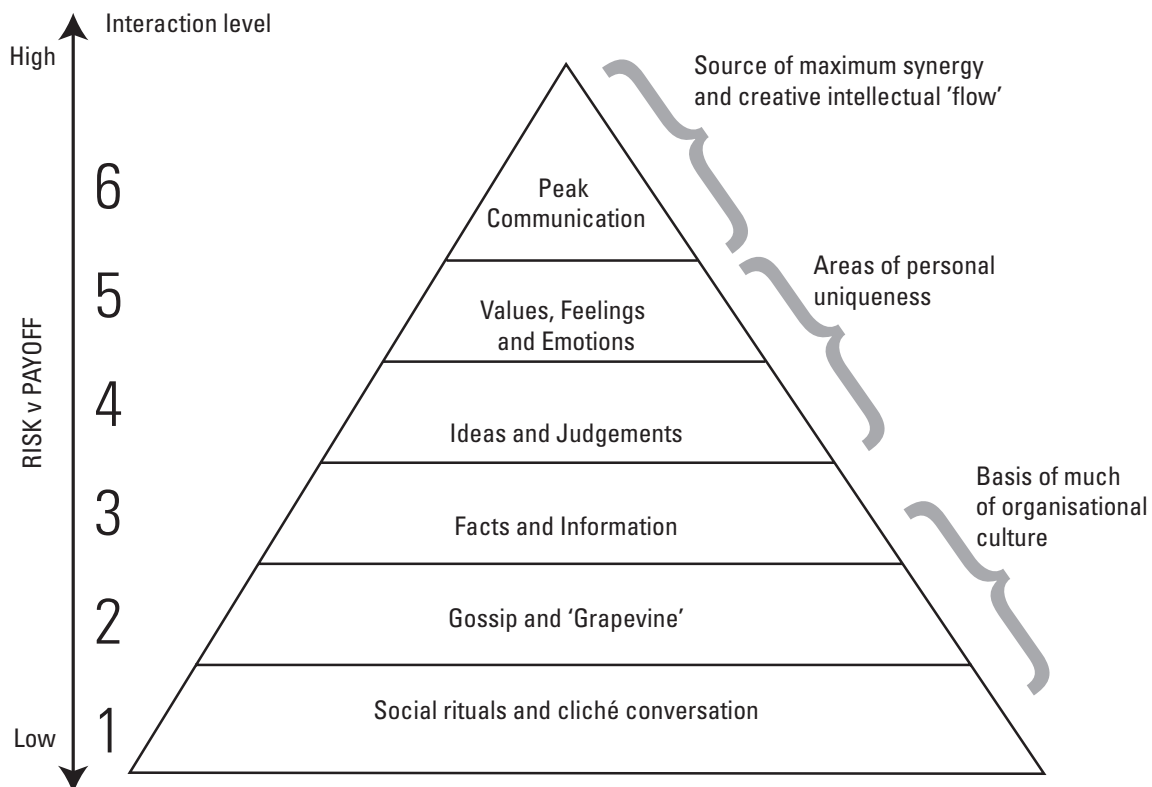 Interaction level
High
Source of maximum synergy
and creative intellectual ’flow’
6
Peak
Communication
Areas of personal
uniqueness
5
Values, Feelings
and Emotions
RISK v PAYOFF
4
Ideas and Judgements
Basis of much
of organisational
culture
3
Facts and Information
2
Gossip and ‘Grapevine’
1
Social rituals and cliché conversation
Low